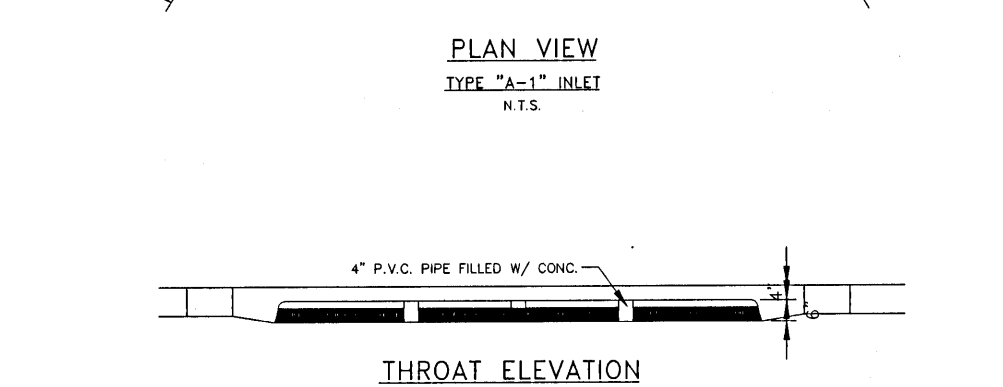 PLAN VIEW
TYPE "A-1" INLET
N.T.S.
4" P.V.C. PIPE FILLED W/ CONC.
4"
6"
THROAT ELEVATION